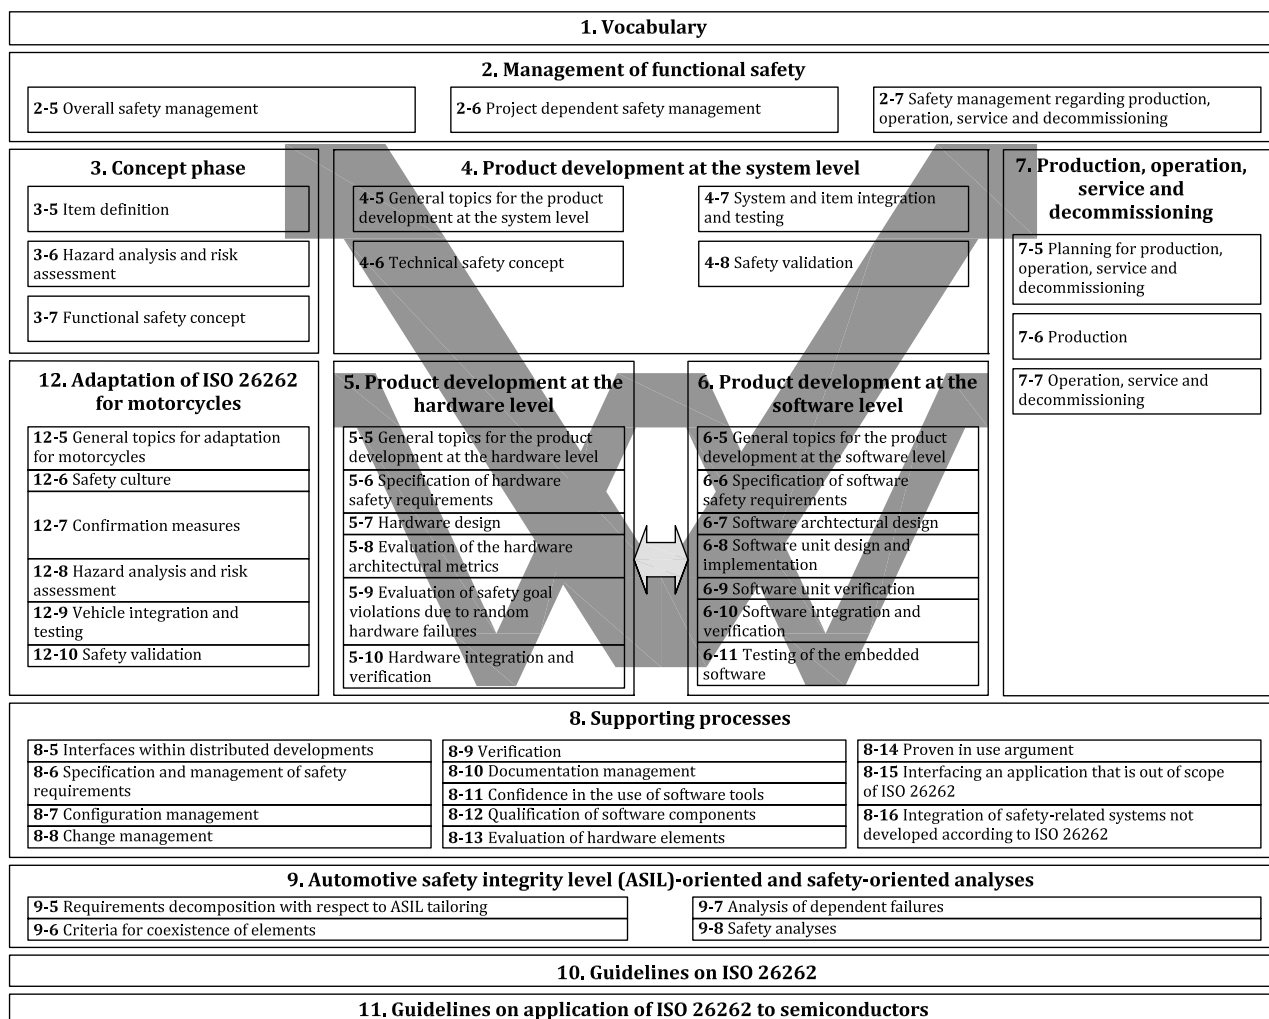 1. Vocabulary
2. Management of functional safety
2-5 Overall safety management
2-6 Project dependent safety management
2-7 Safety management regarding production,
operation, service and decommissioning
3. Concept phase
3-5 Item definition
3-6 Hazard analysis and risk
assessment
3-7 Functional safety concept
4. Product development at the system level
4-5 General topics for the product
development at the system level
4-6 Technical safety concept
4-7 System and item integration
and testing
4-8 Safety validation
7. Production, operation,
service and
decommissioning
7-5 Planning for production,
operation, service and
decommissioning
7-6 Production
7-7 Operation, service and
decommissioning
12. Adaptation of ISO 26262
for motorcycles
12-5 General topics for adaptation
for motorcycles
12-6 Safety culture
12-7 Confirmation measures
12-8 Hazard analysis and risk
assessment
12-9 Vehicle integration and
testing
12-10 Safety validation
5. Product development at the
hardware level
5-5 General topics for the product
development at the hardware level
5-6 Specification of hardware
safety requirements
5-7 Hardware design
5-8 Evaluation of the hardware
architectural metrics
5-9 Evaluation of safety goal
violations due to random
hardware failures
5-10 Hardware integration and
verification
6. Product development at the
software level
6-5 General topics for the product
development at the software level
6-6 Specification of software
safety requirements
6-7 Software archtectural design
6-8 Software unit design and
implementation
6-9 Software unit verification
6-10 Software integration and
verification
6-11 Testing of the embedded
software
8. Supporting processes
8-5 Interfaces within distributed developments
8-6 Specification and management of safety
requirements
8-7 Configuration management
8-8 Change management
8-9 Verification
8-10 Documentation management
8-11 Confidence in the use of software tools
8-12 Qualification of software components
8-13 Evaluation of hardware elements
8-14 Proven in use argument
8-15 Interfacing an application that is out of scope
of ISO 26262
8-16 Integration of safety-related systems not
developed according to ISO 26262
9. Automotive safety integrity level (ASIL)-oriented and safety-oriented analyses
9-5 Requirements decomposition with respect to ASIL tailoring
9-6 Criteria for coexistence of elements
9-7 Analysis of dependent failures
9-8 Safety analyses
10. Guidelines on ISO 26262
11. Guidelines on application of ISO 26262 to semiconductors